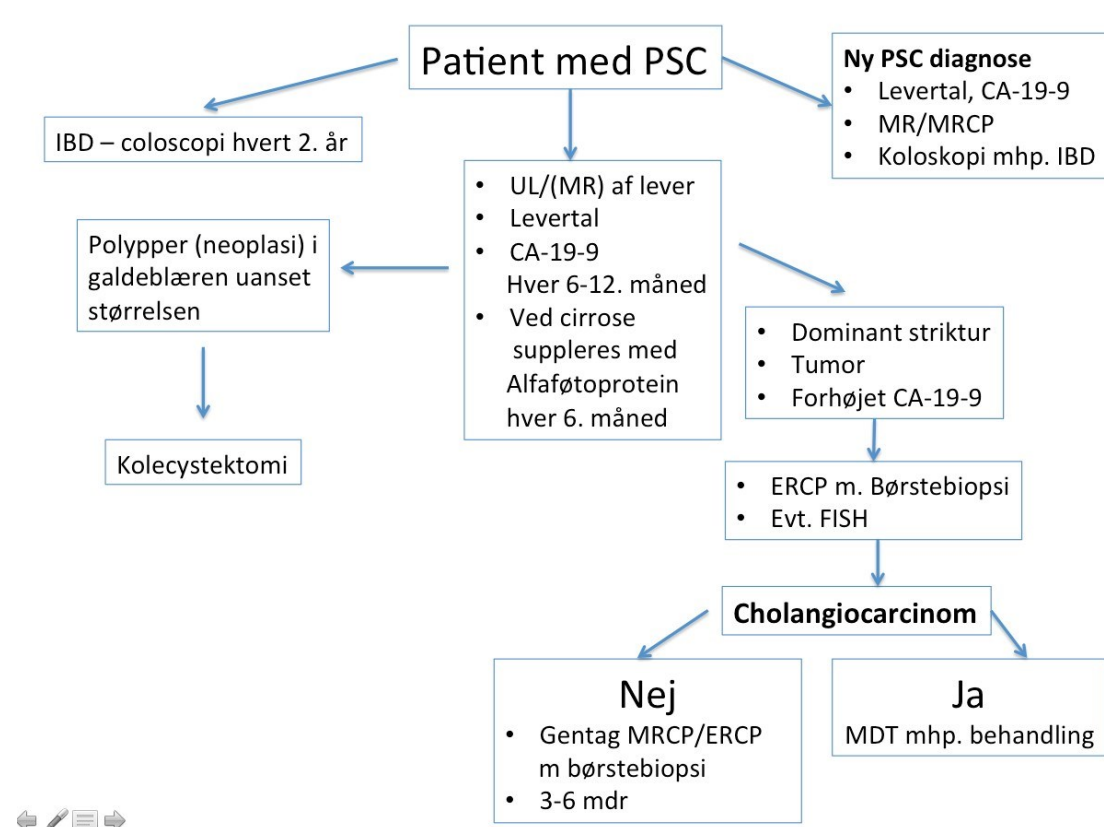 Patient med PSC
Ny PSC diagnose
• Levertal, CA-19-9
• MR/MRCP
• Koloskopi mhp. IBD
IBD – coloscopi hvert 2. år
• UL/(MR) af lever
• Levertal
• CA-19-9
Hver 6-12. måned
• Ved cirrose
suppleres med
Alfaføtoprotein
hver 6. måned
Polypper (neoplasi) i
galdeblæren uanset
størrelsen
Kolecystektomi
• Dominant striktur
• Tumor
• Forhøjet CA-19-9
• ERCP m. Børstebiopsi
• Evt. FISH
Cholangiocarcinom
Nej
• Gentag MRCP/ERCP
m børstebiopsi
• 3-6 mdr
Ja
MDT mhp. behandling